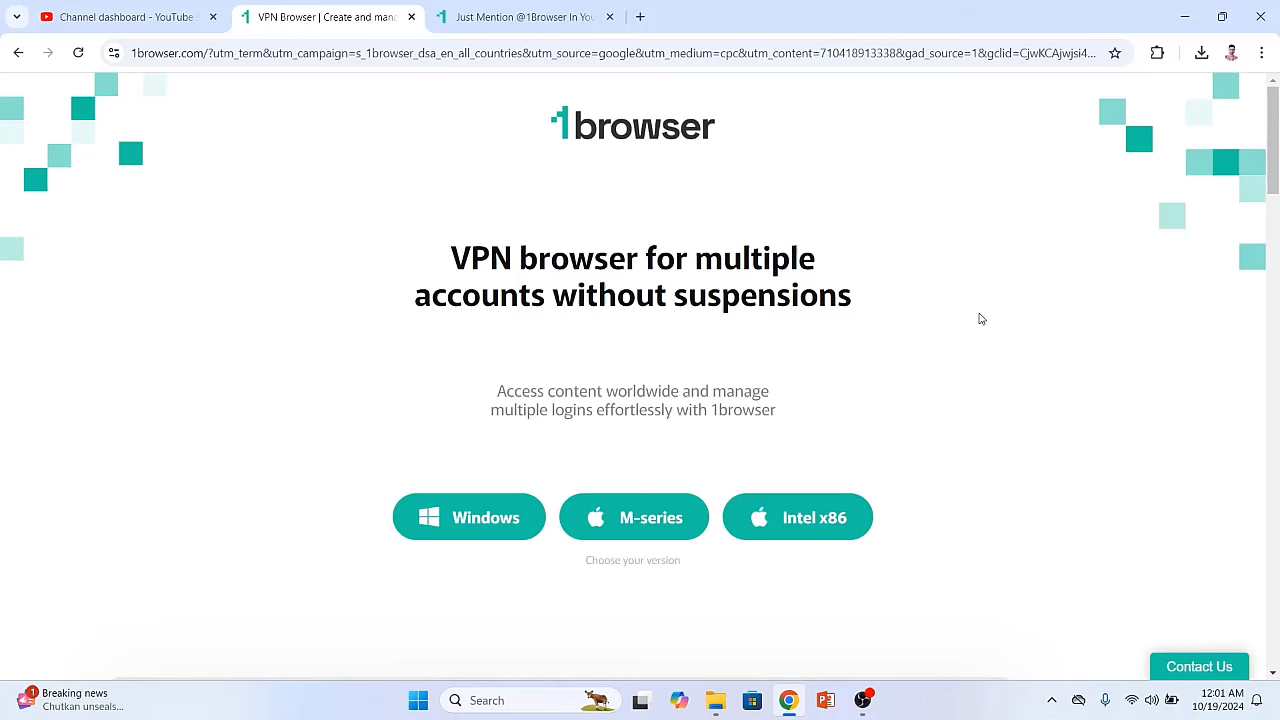 Channel dashboard - YouTube S
VPN Browser | Create and mana
Just Mention @1Browser In You
1browser.com/?utm_term&utm_campaign=s_1browser_dsa_en_all_countries&utm_source=google&utm_medium=cpc&utm_content=710418913338&gad_source=1&gclid=CjwKCAjwjsi4...
1browser
VPN browser for multiple
accounts without suspensions
Access content worldwide and manage
multiple logins effortlessly with 1browser
Windows
M-series
Intel x86
Choose your version
Contact Us
1
Breaking news
Bhutkan unseals...
Search
12:01 AM
10/19/2024